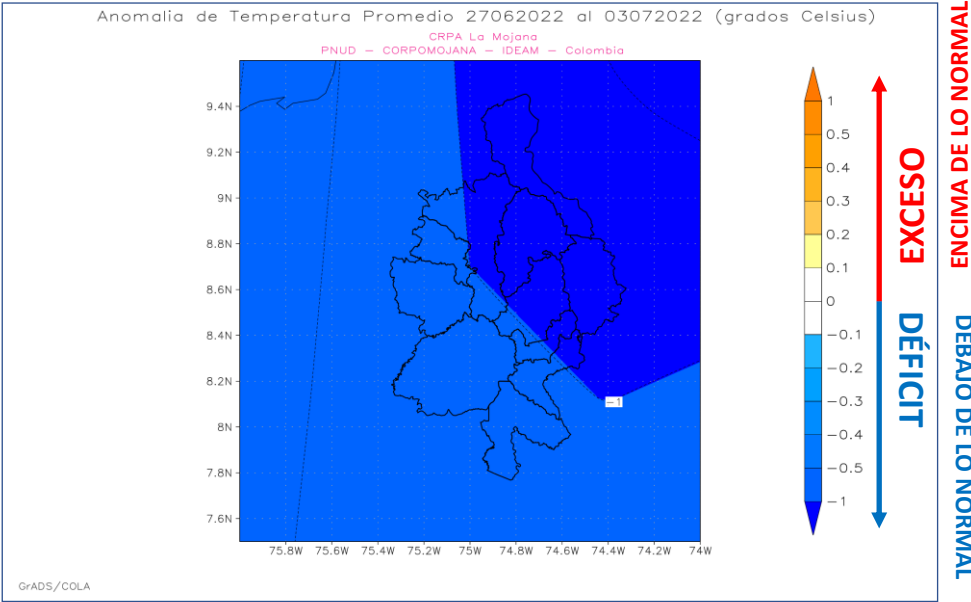 Anomalia de Temperatura Promedio 27062022 al 03072022 (grados Celsius)
CRPA La Mojana
PNUD – CORPOMOJANA – IDEAM – Colombia
9.4N
9.2N
9N
8.8N
8.6N
8.4N
8.2N
8N
7.8N
7.6N
75.8W 75.6W 75.4W 75.2W 75W 74.8W 74.6W 74.4W 74.2W 74W
−1
1
0.5
0.4
0.3
0.2
0.1
0
−0.1
−0.2
−0.3
−0.4
−0.5
−1
EXCESO
DÉFICIT
ENCIMA DE LO NORMAL
DEBAJO DE LO NORMAL
GrADS/COLA